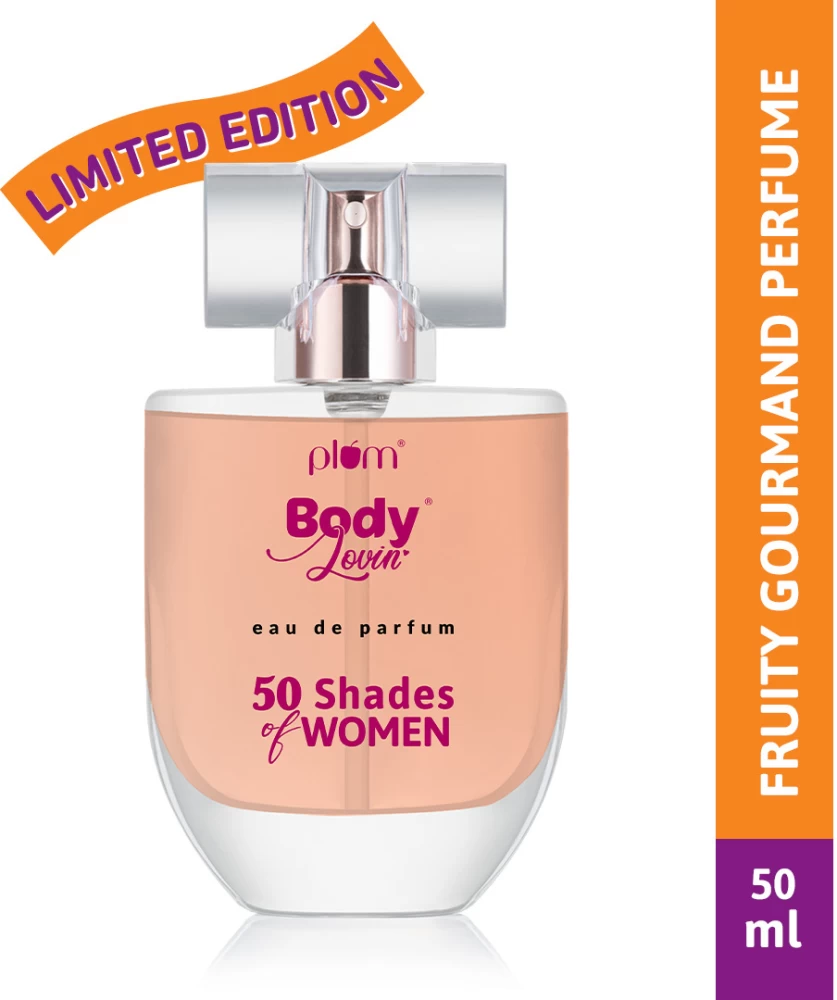 LIMITED EDITION
plum®
Body®
Lovin'
eau de parfum
50 Shades
of WOMEN
FRUITY GOURMAND PERFUME
50
ml